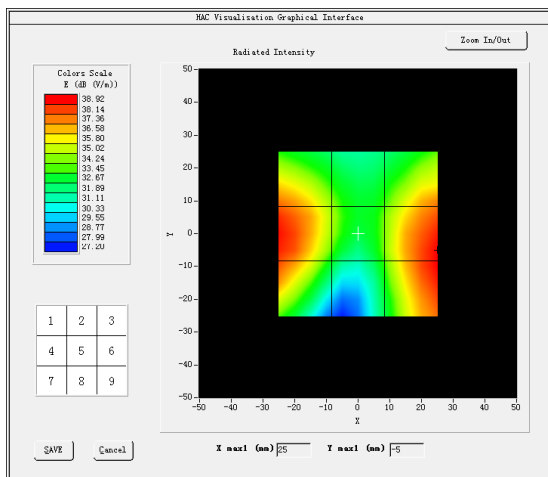 HAC Visualisation Graphical Interface
Zoom In/Out
Radiated Intensity
Colors Scale
E (dB (V/m))
38.92
38.14
37.36
36.58
35.80
35.02
34.24
33.45
32.67
31.89
31.11
30.33
29.55
28.77
27.99
27.20
50
40
30
20
10
0
-10
-20
-30
-40
-50
Y
-50 -40 -30 -20 -10 0 10 20 30 40 50
X
1 2 3
4 5 6
7 8 9
SAVE Cancel X max1 (mm) 25 Y max1 (mm) -5